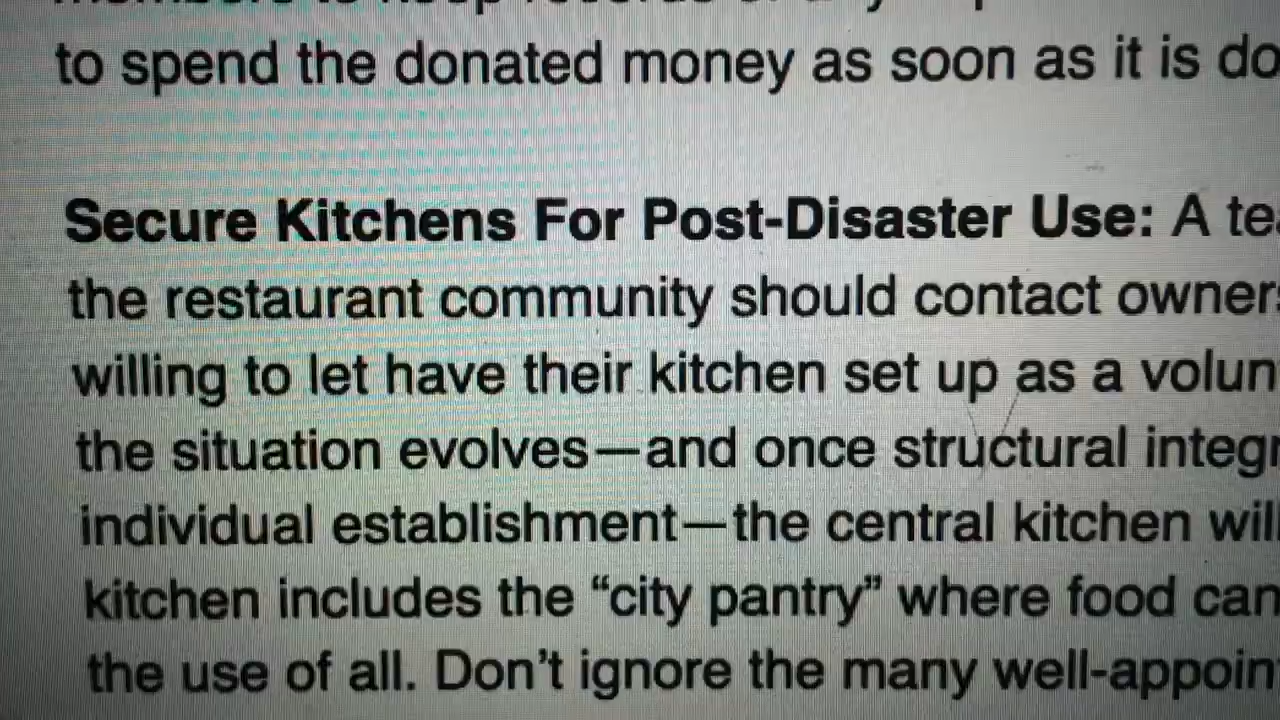 to spend the donated money as soon as it is do
Secure Kitchens For Post-Disaster Use: A te
the restaurant community should contact owners
willing to let have their kitchen set up as a volun
the situation evolves—and once structural integr
individual establishment—the central kitchen will
kitchen includes the “city pantry” where food can
the use of all. Don’t ignore the many well-appoin